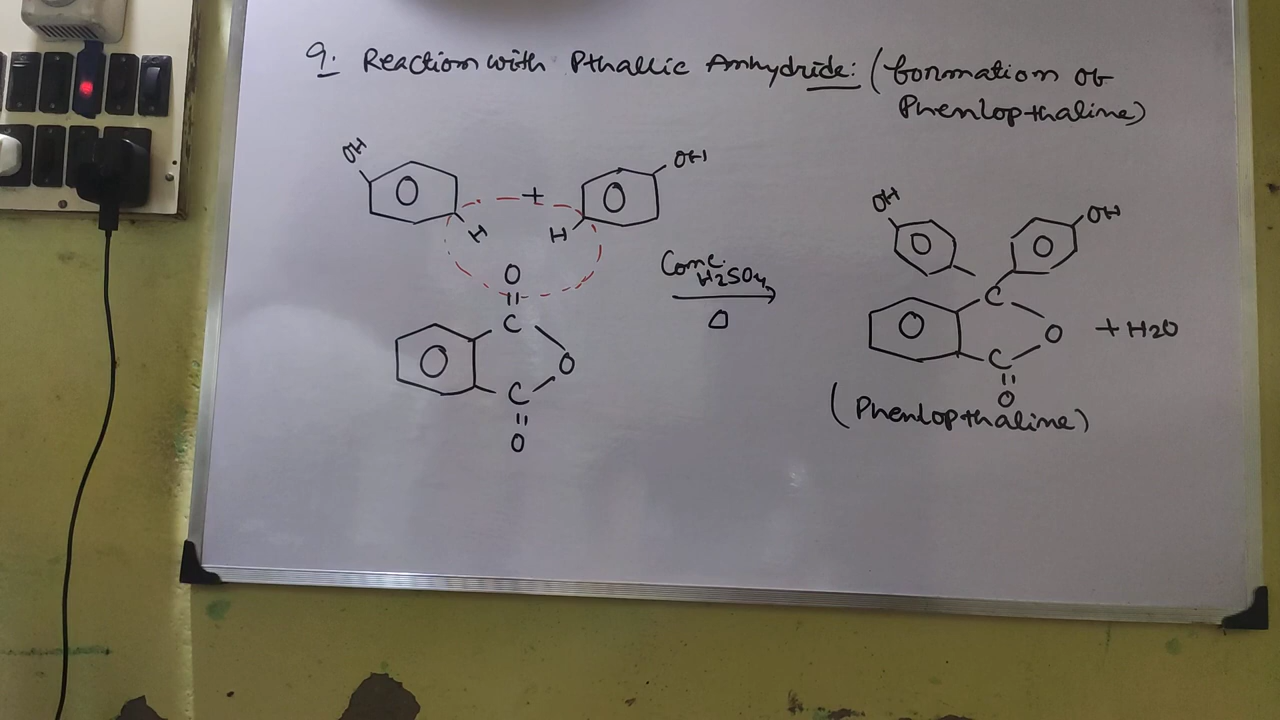 9. Reaction with Pthallic Anhydride: (formation of
Phenlopthaline)
OH
+
OH
H
H
O
C
O
C
O
Conc.
H2SO4
Δ
OH
OH
C
O
+ H2O
C
O
(Phenlopthaline)